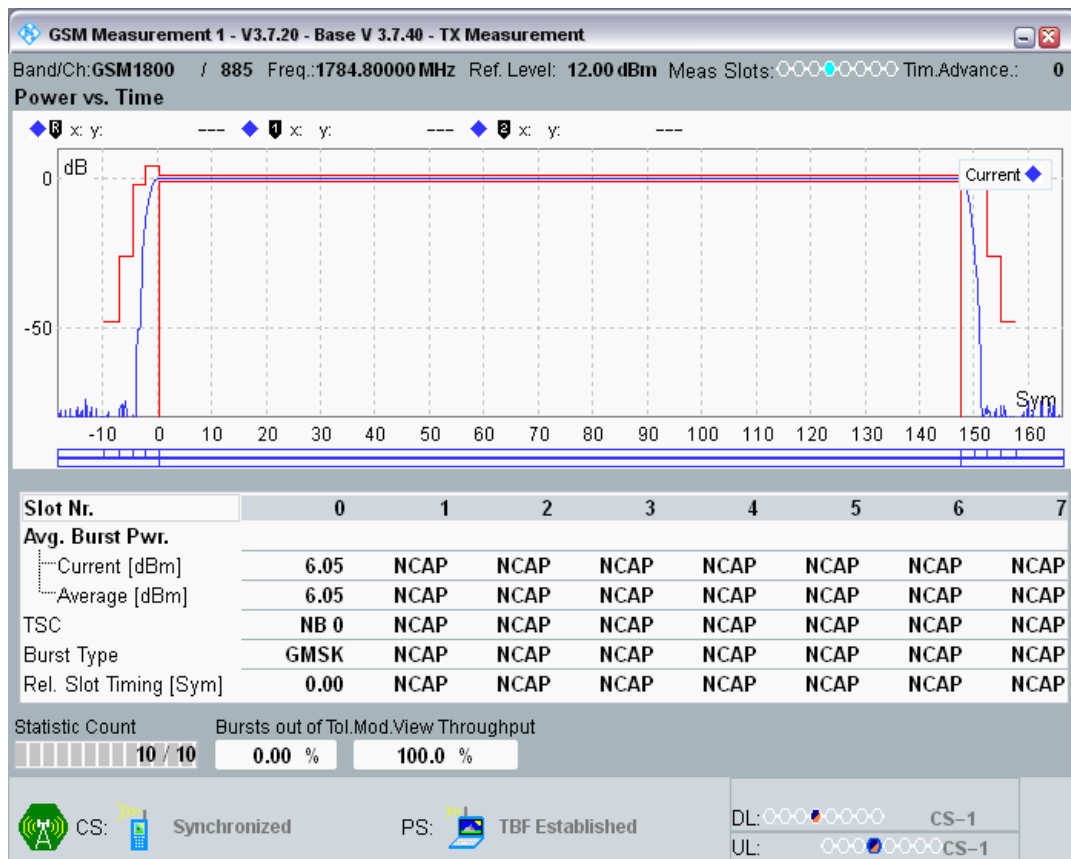 GSM Measurement 1 - V3.7.20 - Base V 3.7.40 - TX Measurement
Band/Ch:GSM1800 / 885 Freq.:1784.80000 MHz Ref. Level: 12.00 dBm Meas Slots: Tim.Advance.: 0
Power vs. Time
R x: y: --- 1 x: y: --- 2 x: y: ---
dB
0
Current
-50
Sym
-10 0 10 20 30 40 50 60 70 80 90 100 110 120 130 140 150 160
Slot Nr. 0 1 2 3 4 5 6 7
Avg. Burst Pwr.
Current [dBm] 6.05 NCAP NCAP NCAP NCAP NCAP NCAP NCAP
Average [dBm] 6.05 NCAP NCAP NCAP NCAP NCAP NCAP NCAP
TSC NB 0 NCAP NCAP NCAP NCAP NCAP NCAP NCAP
Burst Type GMSK NCAP NCAP NCAP NCAP NCAP NCAP NCAP
Rel. Slot Timing [Sym] 0.00 NCAP NCAP NCAP NCAP NCAP NCAP NCAP
Statistic Count Bursts out of Tol.Mod.View Throughput
10 / 10 0.00 % 100.0 %
CS: Synchronized PS: TBF Established DL: CS-1
UL: CS-1